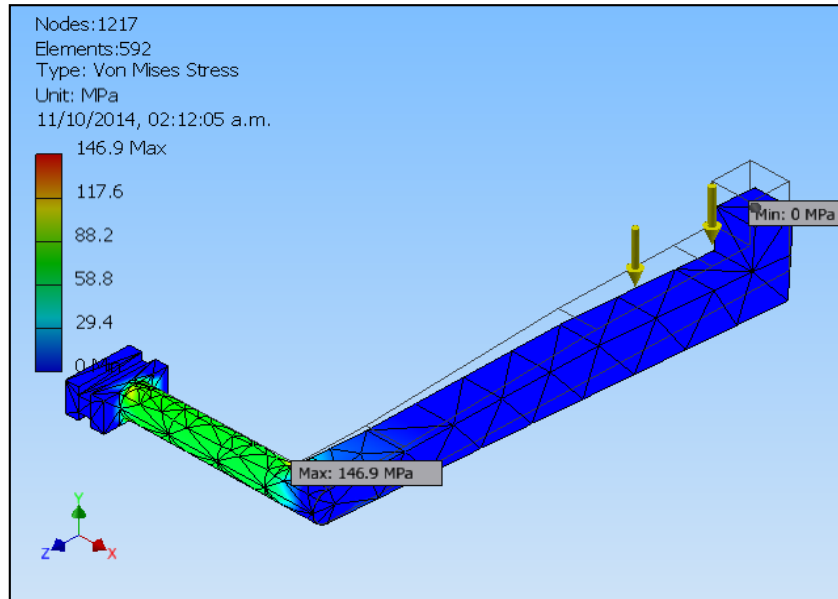 Nodes:1217
Elements:592
Type: Von Mises Stress
Unit: MPa
11/10/2014, 02:12:05 a.m.
146.9 Max
117.6
88.2
58.8
29.4
0
Min: 0 MPa
Max: 146.9 MPa
Y
Z
X